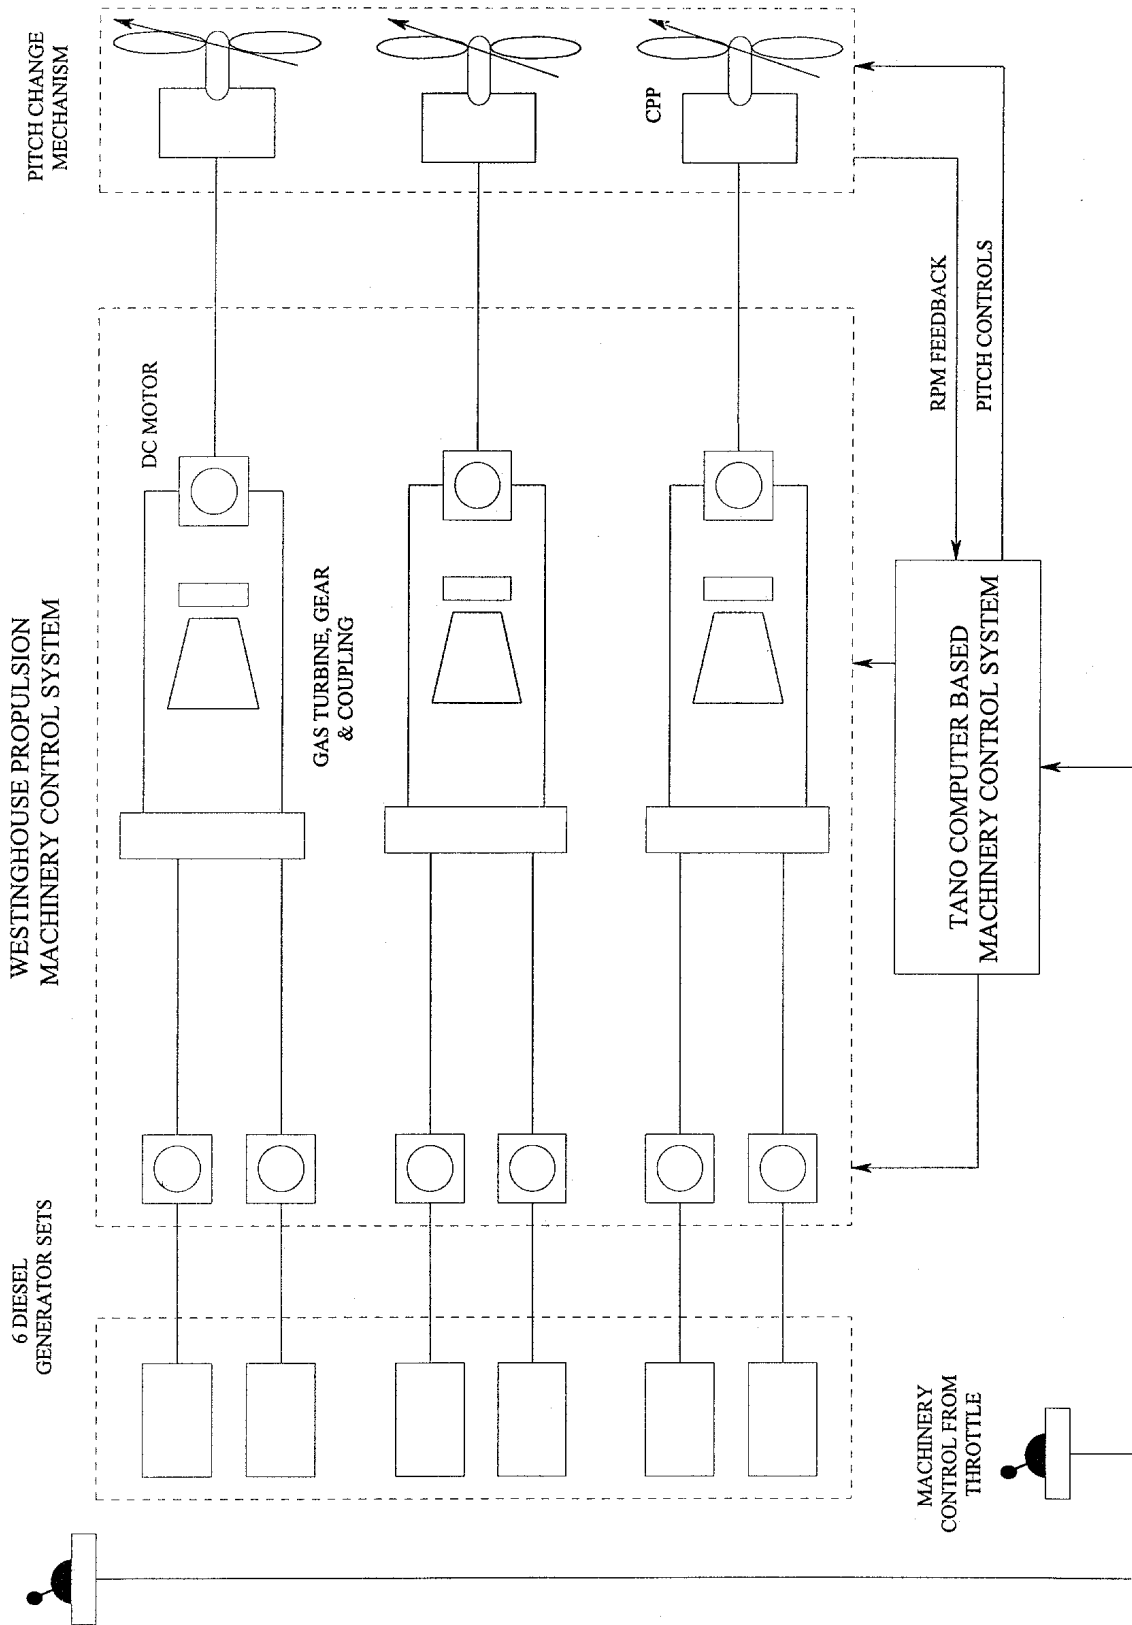 WESTINGHOUSE PROPULSION
MACHINERY CONTROL SYSTEM
6 DIESEL
GENERATOR SETS
PITCH CHANGE
MECHANISM
DC MOTOR
GAS TURBINE, GEAR
& COUPLING
CPP
RPM FEEDBACK
PITCH CONTROLS
TANO COMPUTER BASED
MACHINERY CONTROL SYSTEM
MACHINERY
CONTROL FROM
THROTTLE